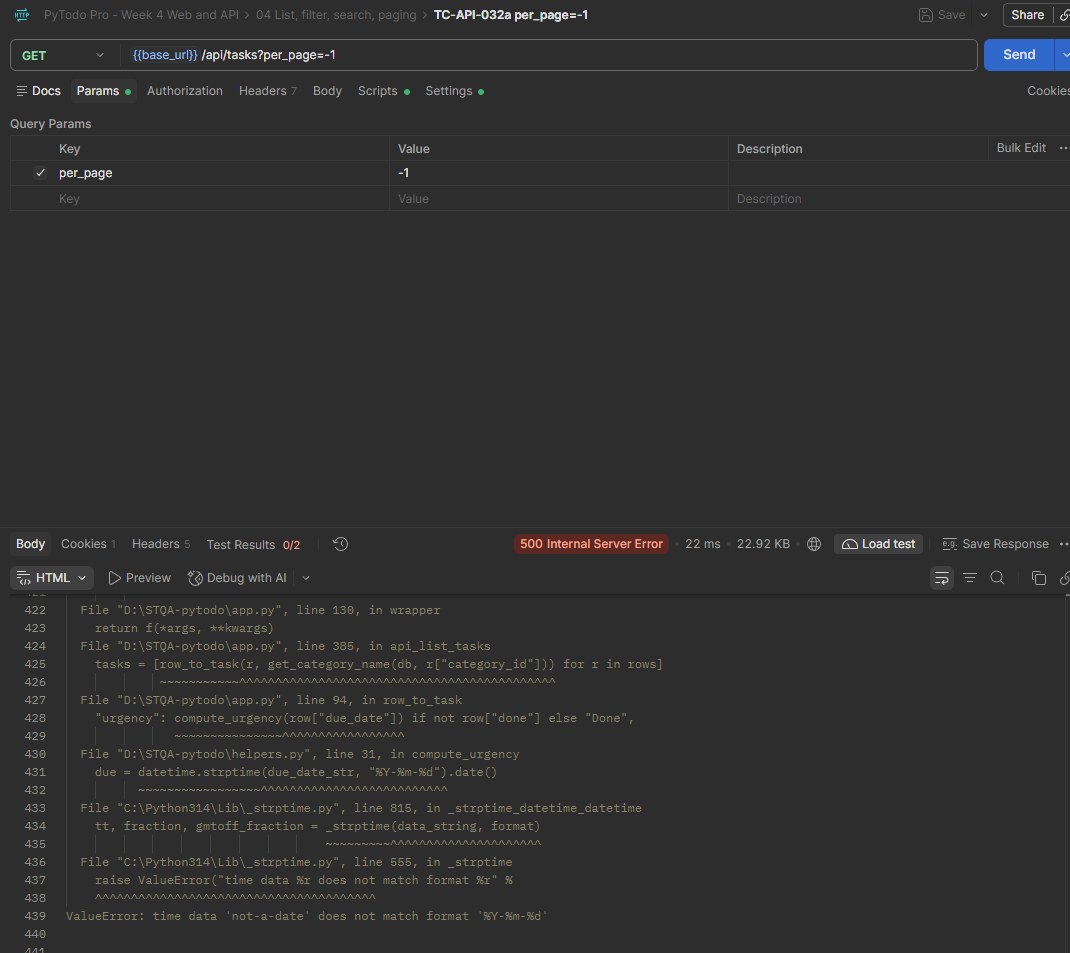 HTTP PyTodo Pro - Week 4 Web and API > 04 List, filter, search, paging > TC-API-032a per_page=-1 Save Share
GET {{base_url}} /api/tasks?per_page=-1 Send
Docs Params Authorization Headers 7 Body Scripts Settings Cookies
Query Params
Key Value Description Bulk Edit ...
per_page -1
Key Value Description
Body Cookies 1 Headers 5 Test Results 0/2 500 Internal Server Error 22 ms 22.92 KB Load test e.g. Save Response
HTML Preview Debug with AI
422 File "D:\STQA-pytodo\app.py", line 130, in wrapper
423 return f(*args, **kwargs)
424 File "D:\STQA-pytodo\app.py", line 385, in api_list_tasks
425 tasks = [row_to_task(r, get_category_name(db, r["category_id"])) for r in rows]
426 ~~~~~~~~~~~^^^^^^^^^^^^^^^^^^^^^^^^^^^^^^^^^^^^^^^^^^^^
427 File "D:\STQA-pytodo\app.py", line 94, in row_to_task
428 "urgency": compute_urgency(row["due_date"]) if not row["done"] else "Done",
429 ~~~~~~~~~~~~~~~^^^^^^^^^^^^^^^^^
430 File "D:\STQA-pytodo\helpers.py", line 31, in compute_urgency
431 due = datetime.strptime(due_date_str, "%Y-%m-%d").date()
432 ~~~~~~~~~~~~~~~~~^^^^^^^^^^^^^^^^^^^^^^^^^^
433 File "C:\Python314\Lib\_strptime.py", line 815, in _strptime_datetime_datetime
434 tt, fraction, gmtoff_fraction = _strptime(data_string, format)
435 ~~~~~~~~~^^^^^^^^^^^^^^^^^^^^^
436 File "C:\Python314\Lib\_strptime.py", line 555, in _strptime
437 raise ValueError("time data %r does not match format %r" %
438 ^^^^^^^^^^^^^^^^^^^^^^^^^^^^^^^^^^^^^^^
439 ValueError: time data 'not-a-date' does not match format '%Y-%m-%d'
440
441